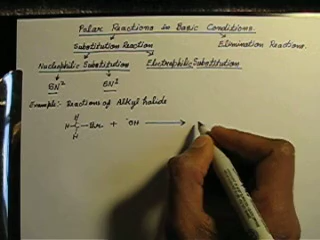 Polar Reactions in Basic Conditions.
Substitution Reaction Elimination Reactions.
Nucleophilic Substitution Electrophilic Substitution
SN² SN²
Example:- Reactions of Alkyl halide
H
H-C-Br + ⁻OH →
H